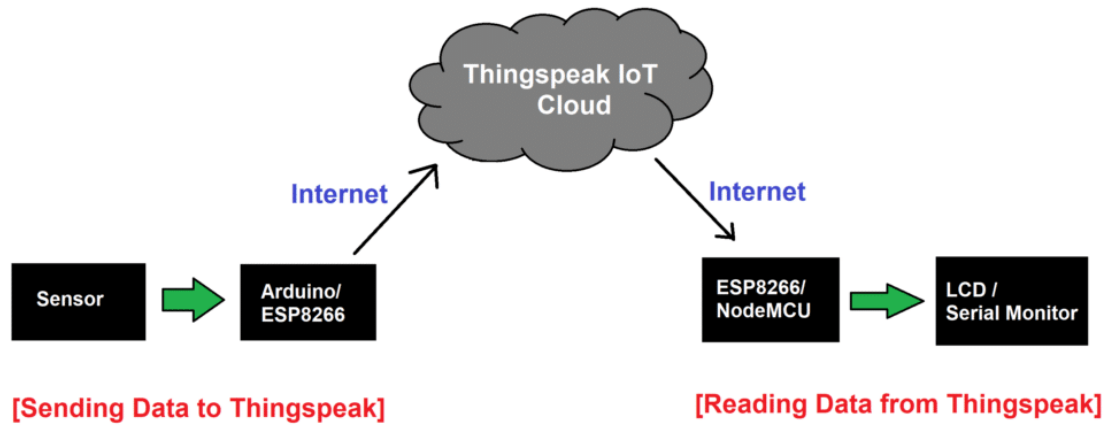 Thingspeak IoT
Cloud
Internet
Internet
Sensor
Arduino/
ESP8266
ESP8266/
NodeMCU
LCD /
Serial Monitor
[Sending Data to Thingspeak]
[Reading Data from Thingspeak]